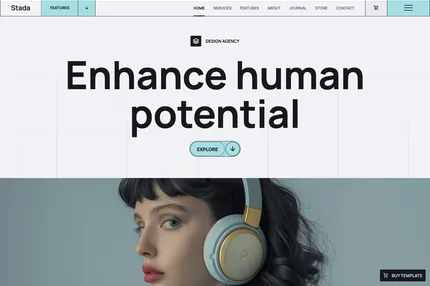 Stada
FEATURES
HOME SERVICES FEATURES ABOUT JOURNAL STORE CONTACT
DESIGN AGENCY
Enhance human
potential
EXPLORE
BUY TEMPLATE